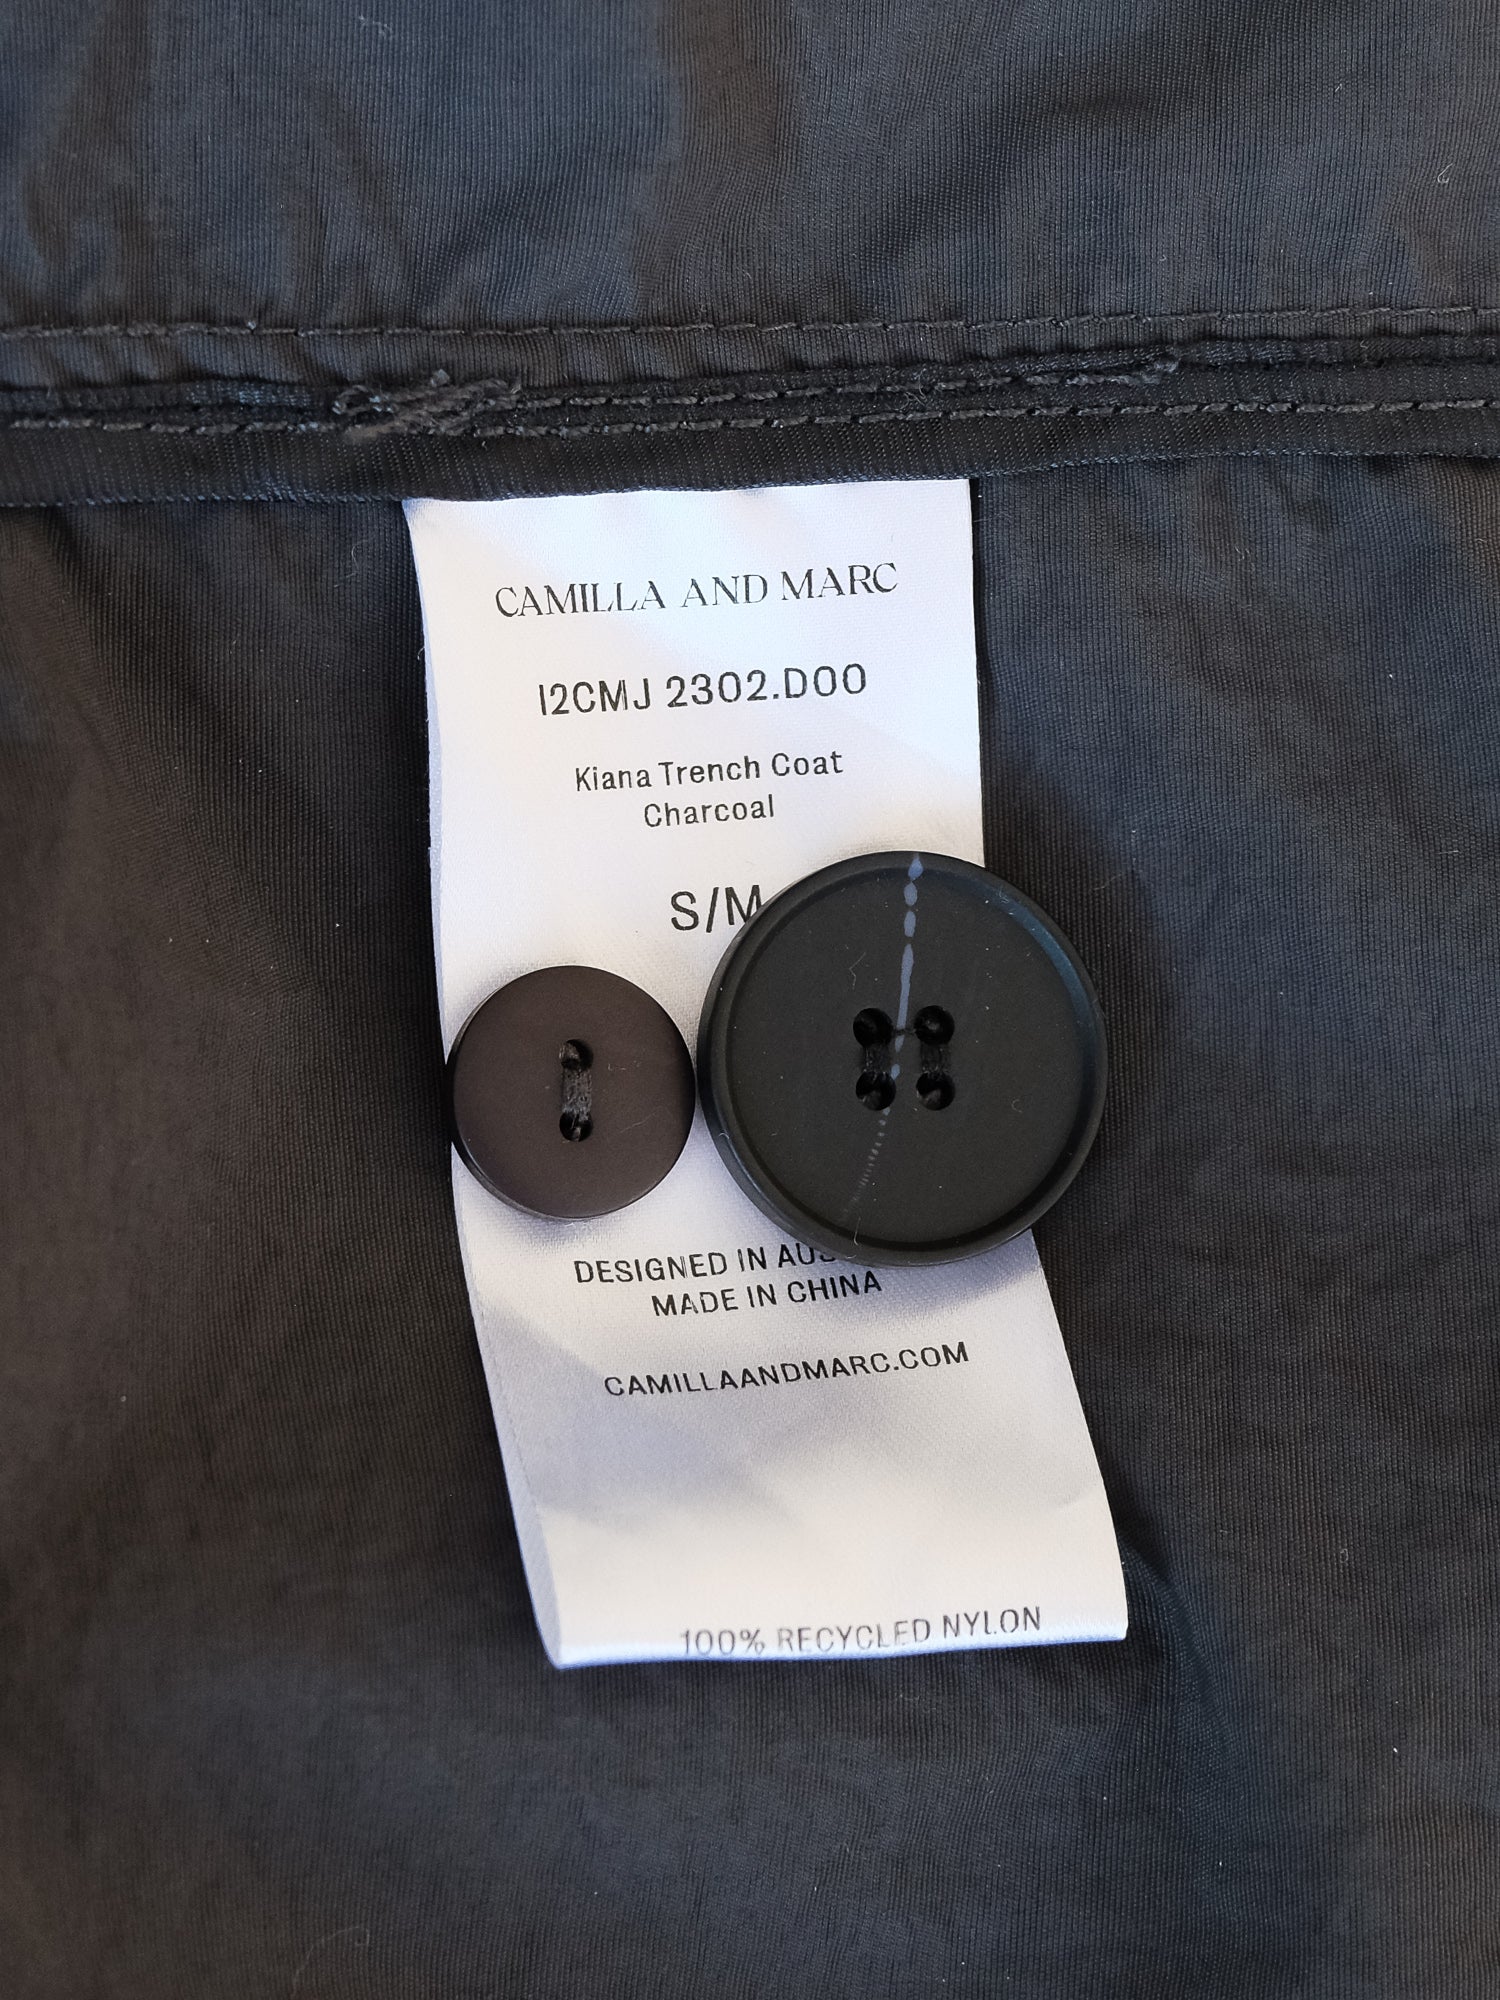 CAMILLA AND MARC
I2CMJ 2302.D00
Kiana Trench Coat
Charcoal
S/M
DESIGNED IN
MADE IN CHINA
CAMILLAANDMARC.COM
100% RECYCLED NYLON